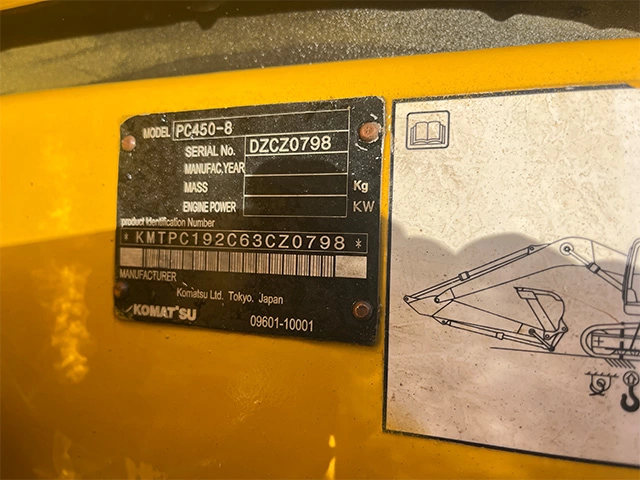 MODEL PC450-8
SERIAL No. DZCZ0798
MANUFAC,YEAR
MASS Kg
ENGINE POWER KW
product Identification Number
*KMTPC192C63CZ0798*
MANUFACTURER
Komatsu Ltd. Tokyo. Japan
KOMATSU 09601-10001